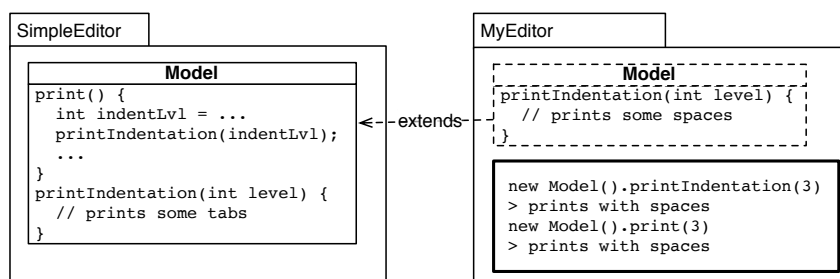 SimpleEditor
Model
print() {
int indentLvl = ...
printIndentation(indentLvl);
...
}
printIndentation(int level) {
// prints some tabs
}
extends
MyEditor
Model
printIndentation(int level) {
// prints some spaces
}
new Model().printIndentation(3)
> prints with spaces
new Model().print(3)
> prints with spaces